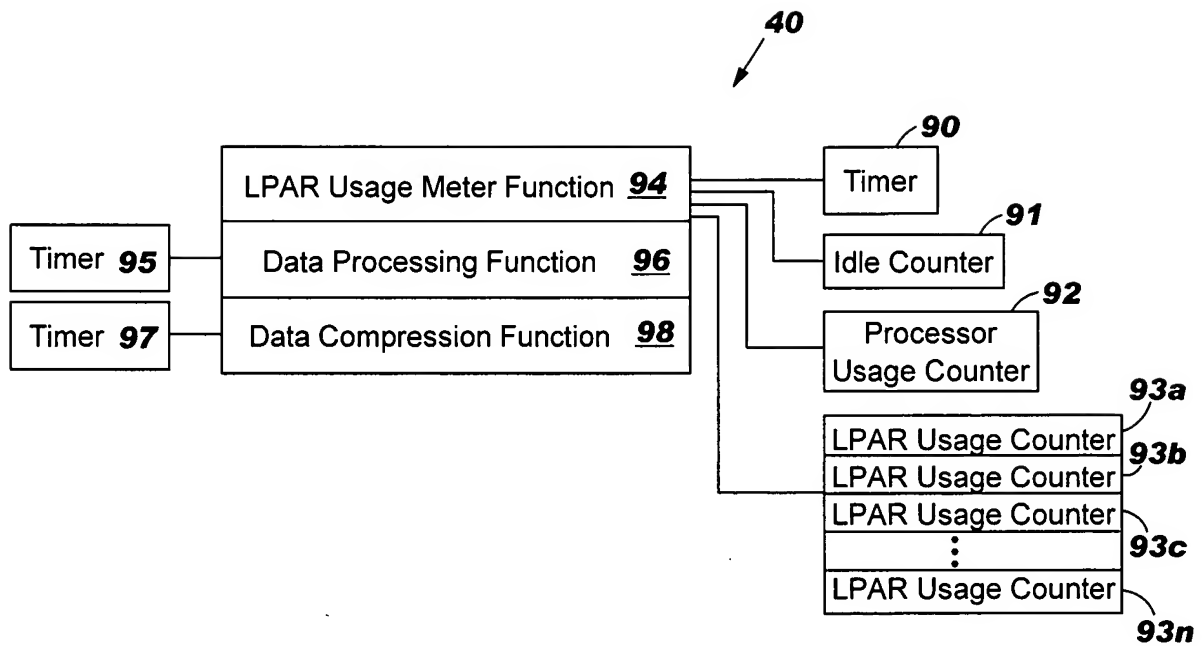 40
90
LPAR Usage Meter Function 94
Timer
91
Timer 95
Data Processing Function 96
Idle Counter
92
Timer 97
Data Compression Function 98
Processor
Usage Counter
93a
LPAR Usage Counter
93b
LPAR Usage Counter
LPAR Usage Counter
93c
LPAR Usage Counter
93n